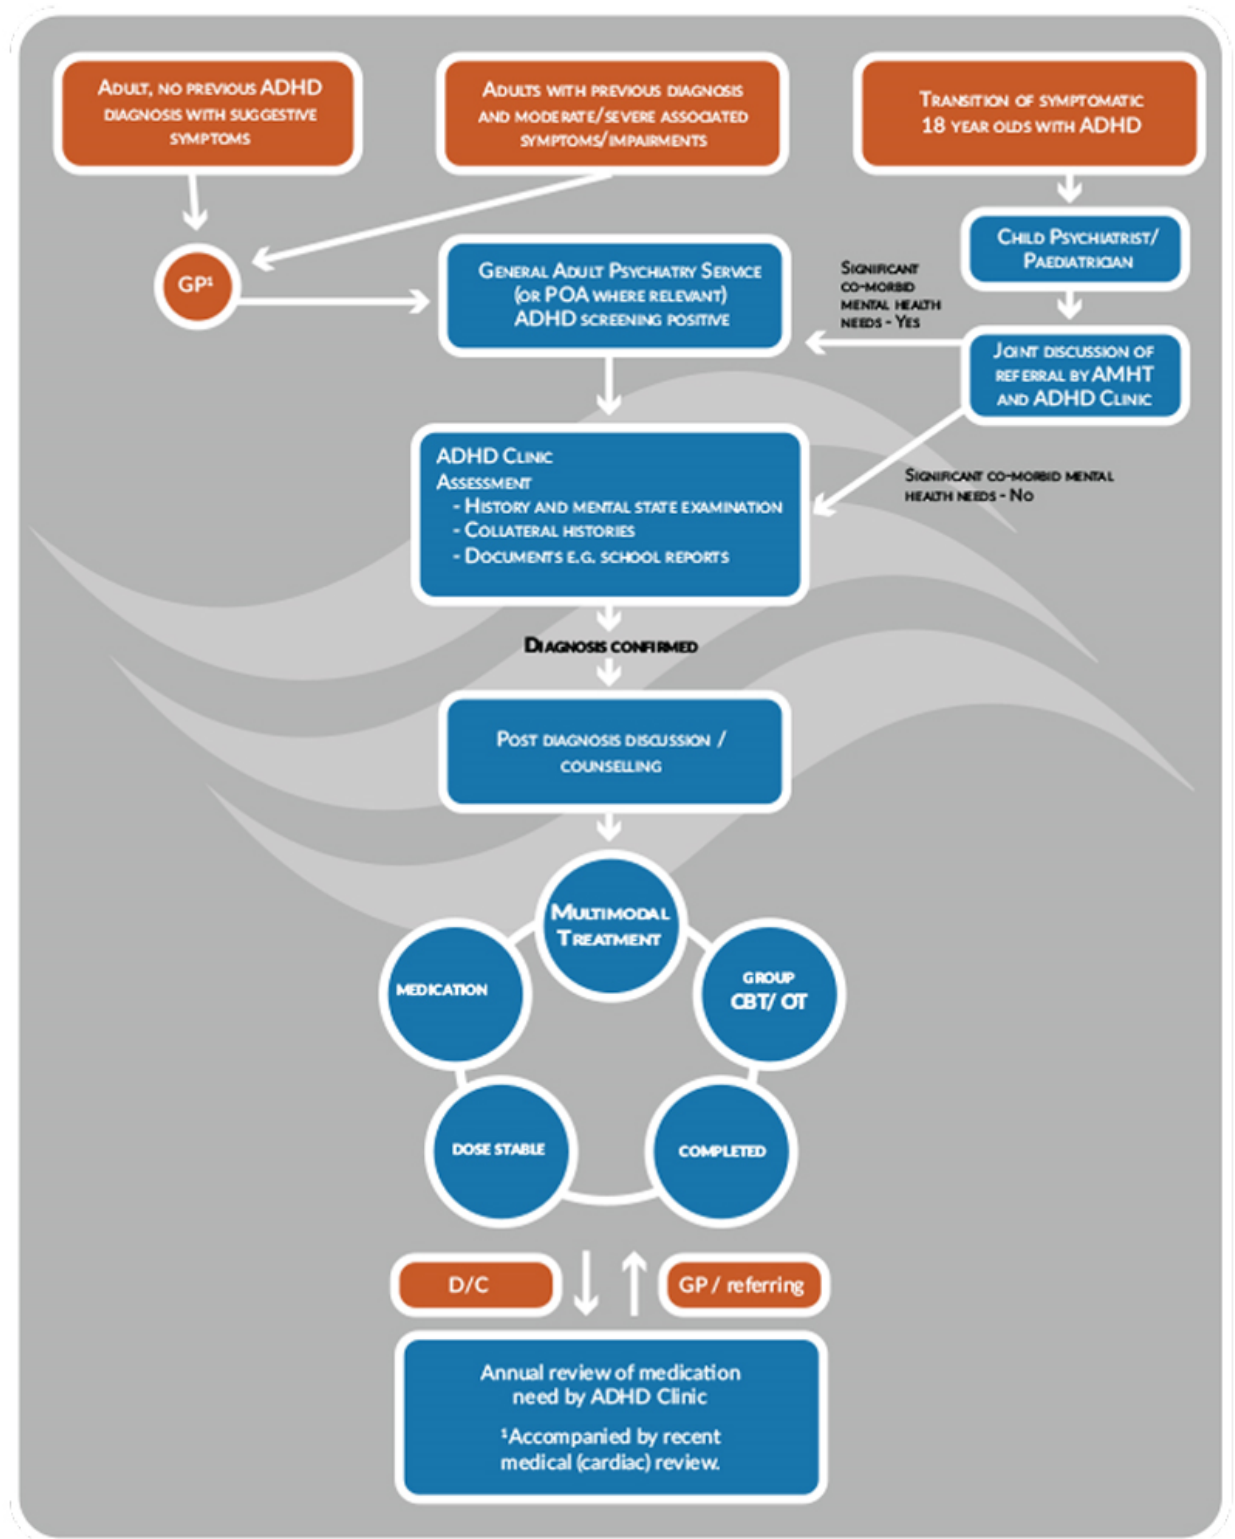 Adult, no previous ADHD
diagnosis with suggestive
symptoms
Adults with previous diagnosis
and moderate/severe associated
symptoms/impairments
Transition of symptomatic
18 year olds with ADHD
GP¹
General Adult Psychiatry Service
(or POA where relevant)
ADHD screening positive
Significant
co-morbid
mental health
needs - Yes
Child Psychiatrist/
Paediatrician
Joint discussion of
referral by AMHT
and ADHD Clinic
ADHD Clinic
Assessment
- History and mental state examination
- Collateral histories
- Documents e.g. school reports
Significant co-morbid mental
health needs - No
Diagnosis confirmed
Post diagnosis discussion /
counselling
Multimodal
Treatment
medication
group
CBT/ OT
dose stable
completed
D/C
GP / referring
Annual review of medication
need by ADHD Clinic
¹Accompanied by recent
medical (cardiac) review.